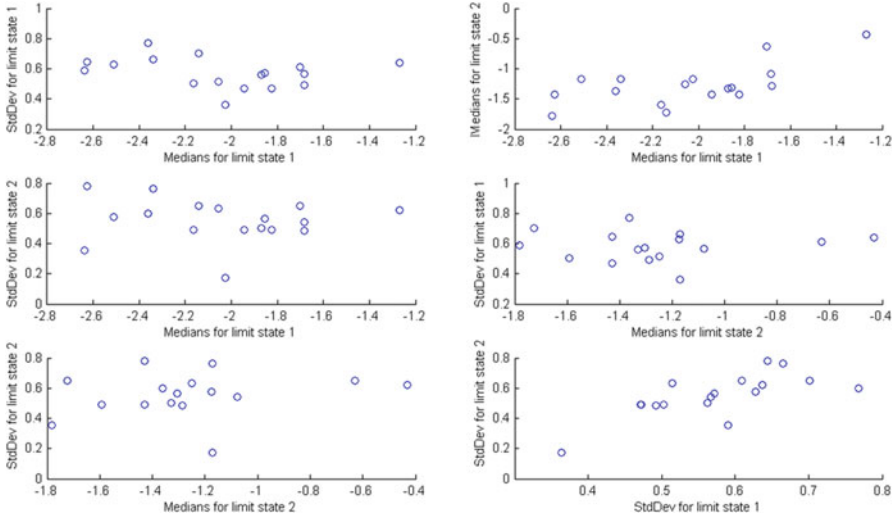 1
0.8
0.6
0.4
0.2
StdDev for limit state 1
-2.8 -2.6 -2.4 -2.2 -2 -1.8 -1.6 -1.4 -1.2
Medians for limit state 1
0
-0.5
-1
-1.5
-2
Medians for limit state 2
-2.8 -2.6 -2.4 -2.2 -2 -1.8 -1.6 -1.4 -1.2
Medians for limit state 1
0.8
0.6
0.4
0.2
0
StdDev for limit state 2
-2.8 -2.6 -2.4 -2.2 -2 -1.8 -1.6 -1.4 -1.2
Medians for limit state 1
1
0.8
0.6
0.4
0.2
StdDev for limit state 1
-1.8 -1.6 -1.4 -1.2 -1 -0.8 -0.6 -0.4
Medians for limit state 2
0.8
0.6
0.4
0.2
0
StdDev for limit state 2
-1.8 -1.6 -1.4 -1.2 -1 -0.8 -0.6 -0.4
Medians for limit state 2
0.8
0.6
0.4
0.2
0
StdDev for limit state 2
0.4 0.5 0.6 0.7 0.8
StdDev for limit state 1